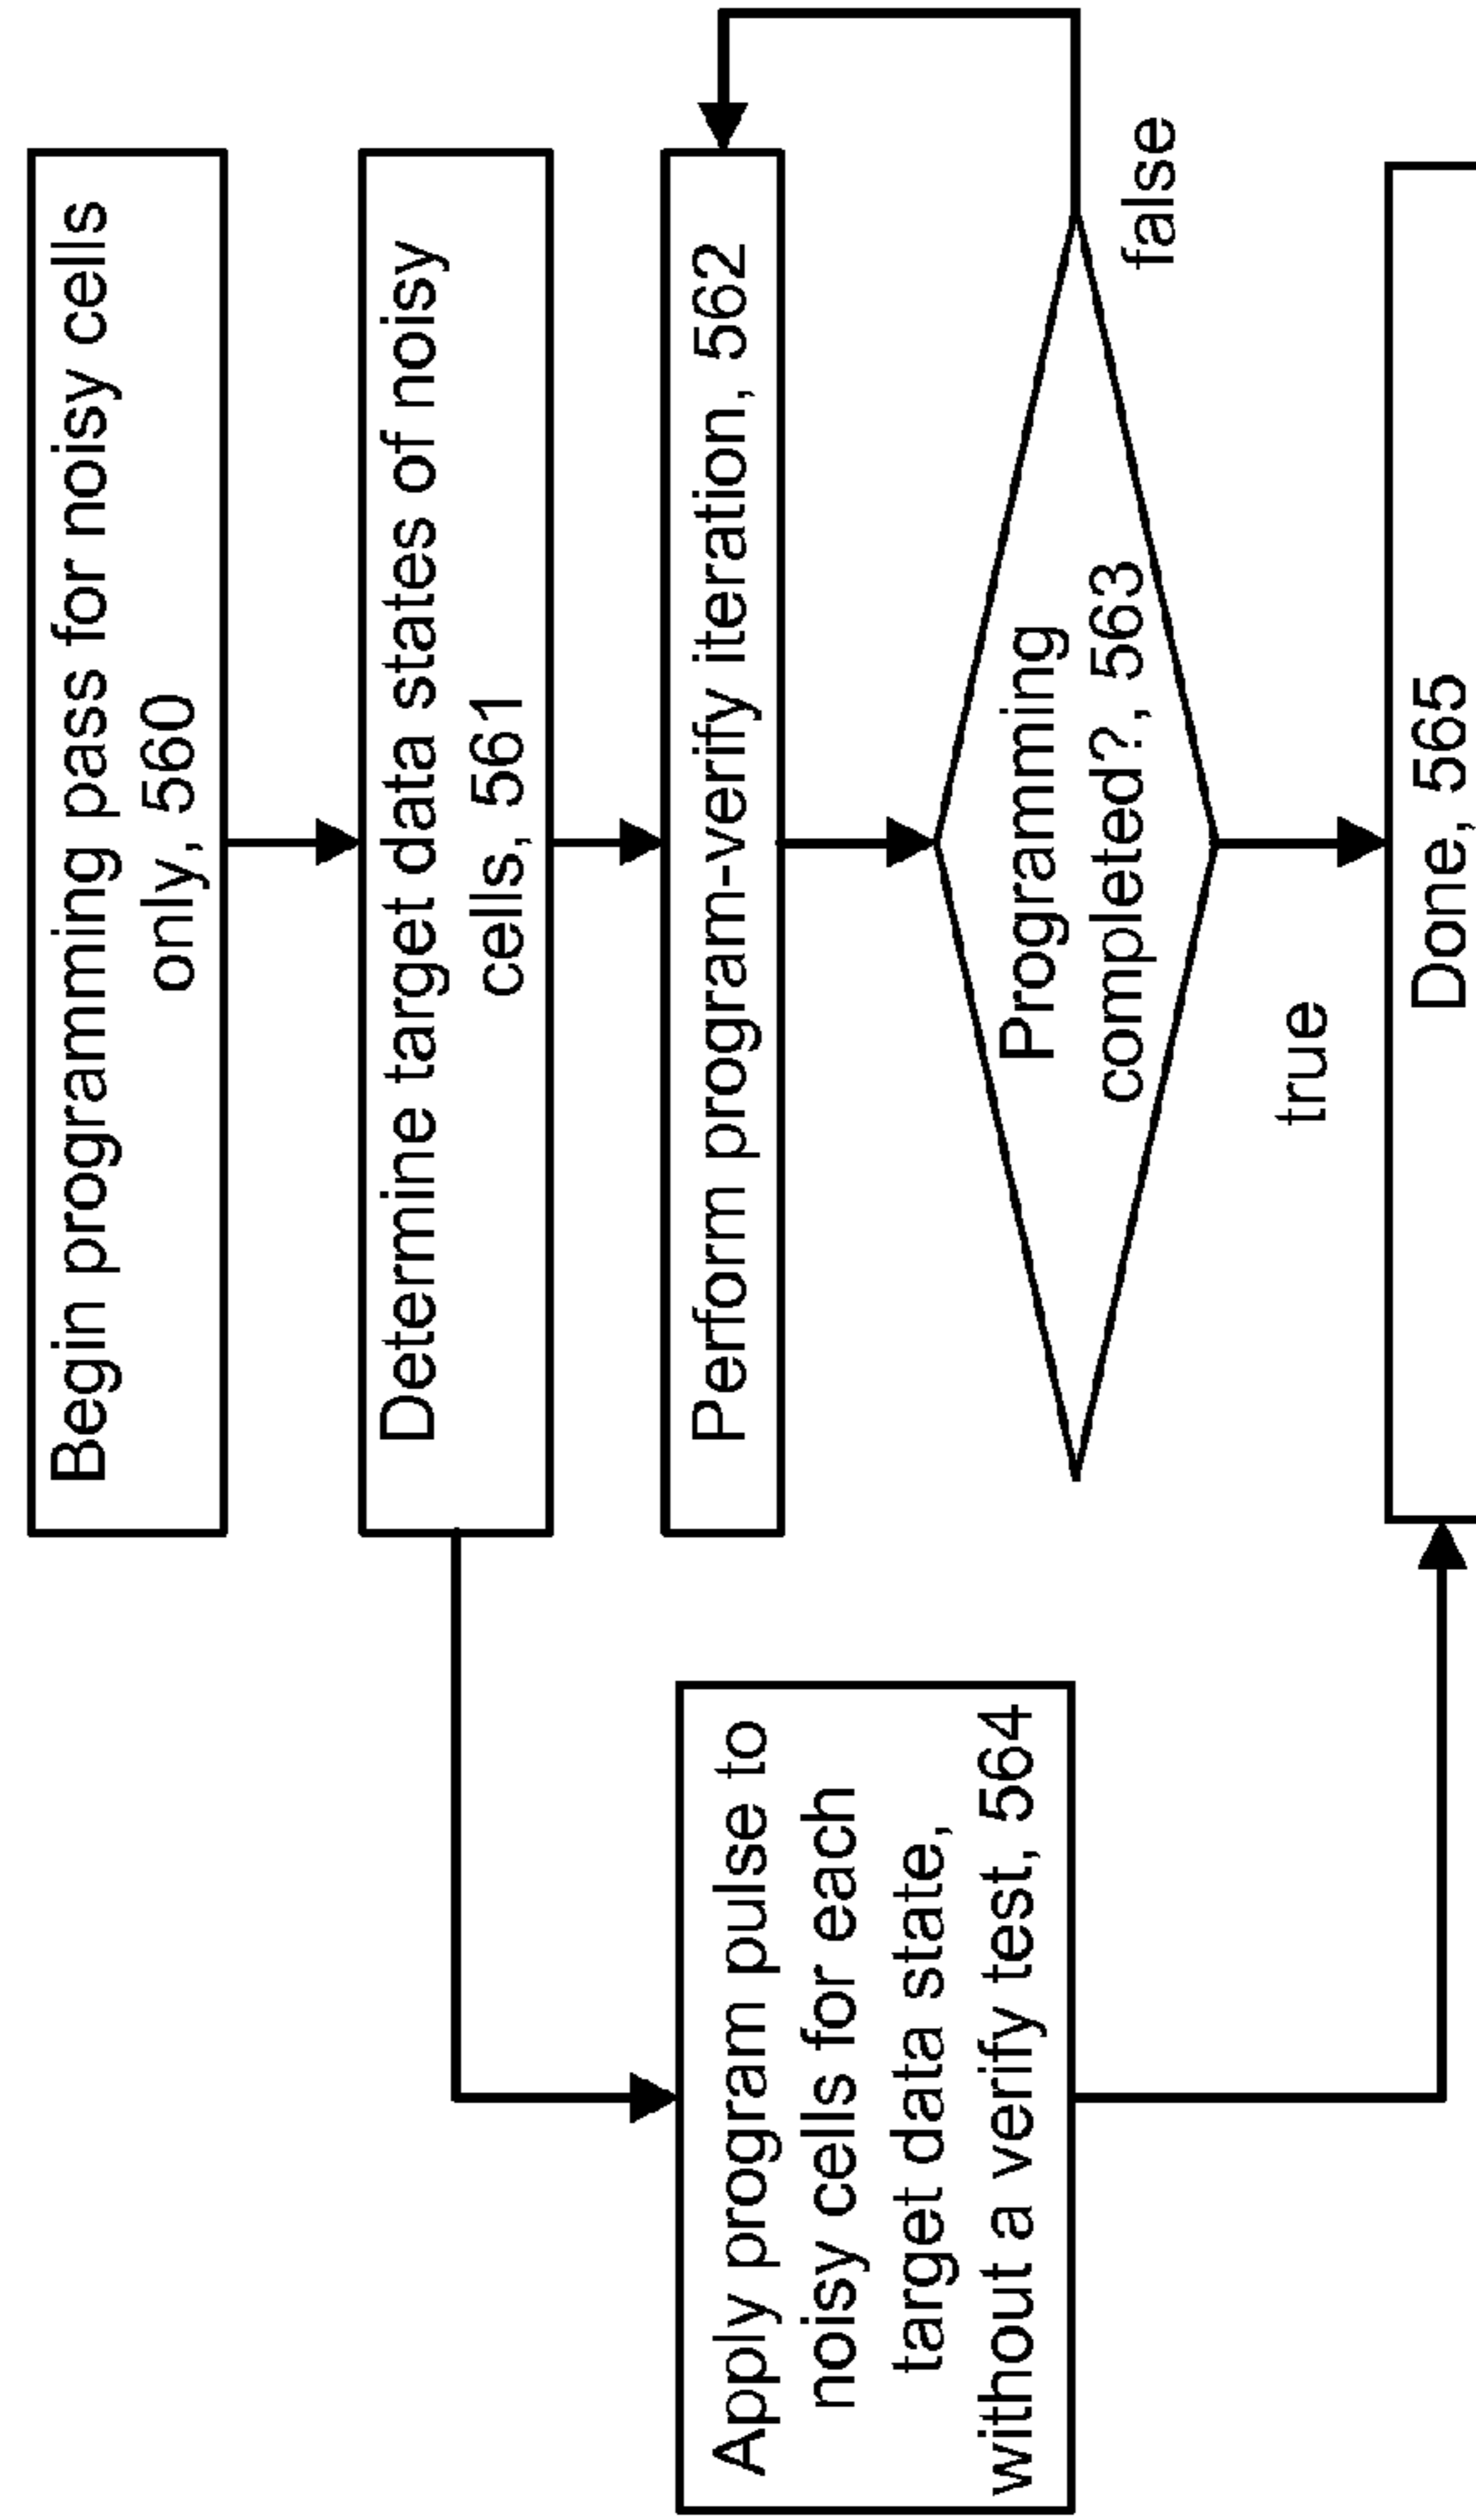 Begin programming pass for noisy cells
only, 560
Determine target data states of noisy
cells, 561
Perform program-verify iteration, 562
Programming
completed?, 563
false
true
Apply program pulse to
noisy cells for each
target data state,
without a verify test, 564
Done, 565